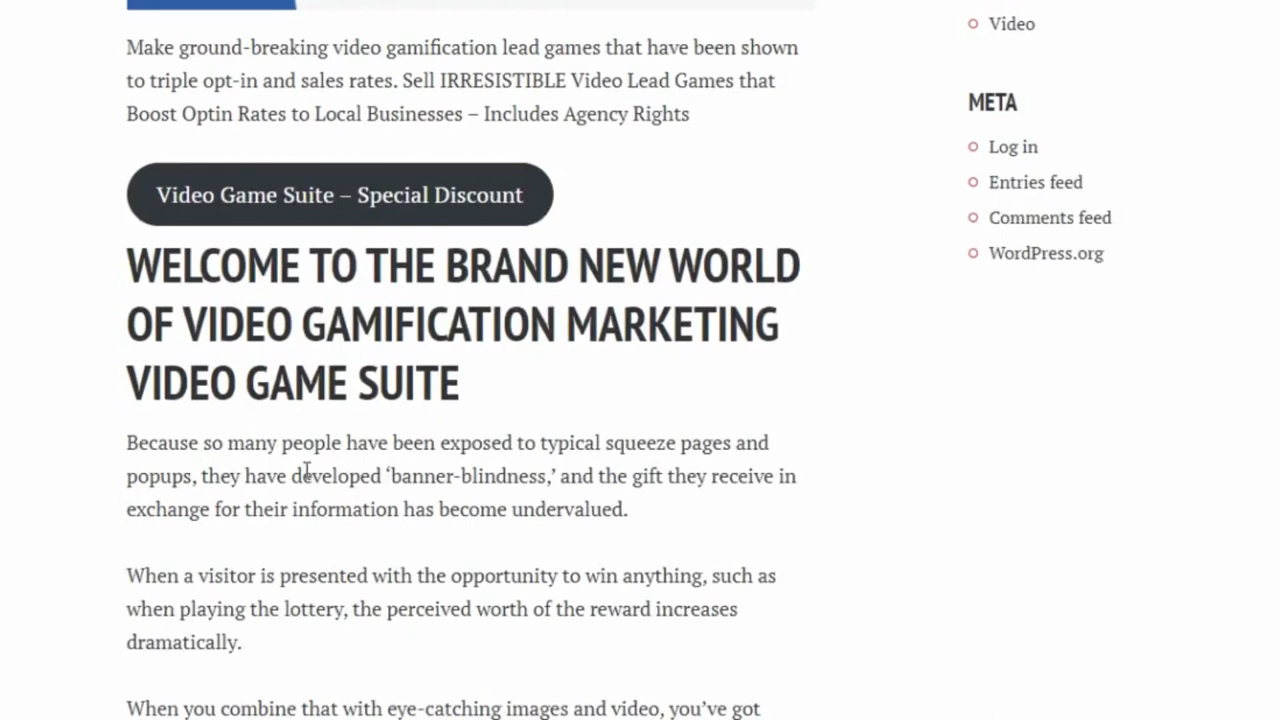 Make ground-breaking video gamification lead games that have been shown
to triple opt-in and sales rates. Sell IRRESISTIBLE Video Lead Games that
Boost Optin Rates to Local Businesses – Includes Agency Rights
Video Game Suite – Special Discount
WELCOME TO THE BRAND NEW WORLD
OF VIDEO GAMIFICATION MARKETING
VIDEO GAME SUITE
Because so many people have been exposed to typical squeeze pages and
popups, they have developed ‘banner-blindness,’ and the gift they receive in
exchange for their information has become undervalued.
When a visitor is presented with the opportunity to win anything, such as
when playing the lottery, the perceived worth of the reward increases
dramatically.
When you combine that with eye-catching images and video, you’ve got
Video
META
Log in
Entries feed
Comments feed
WordPress.org